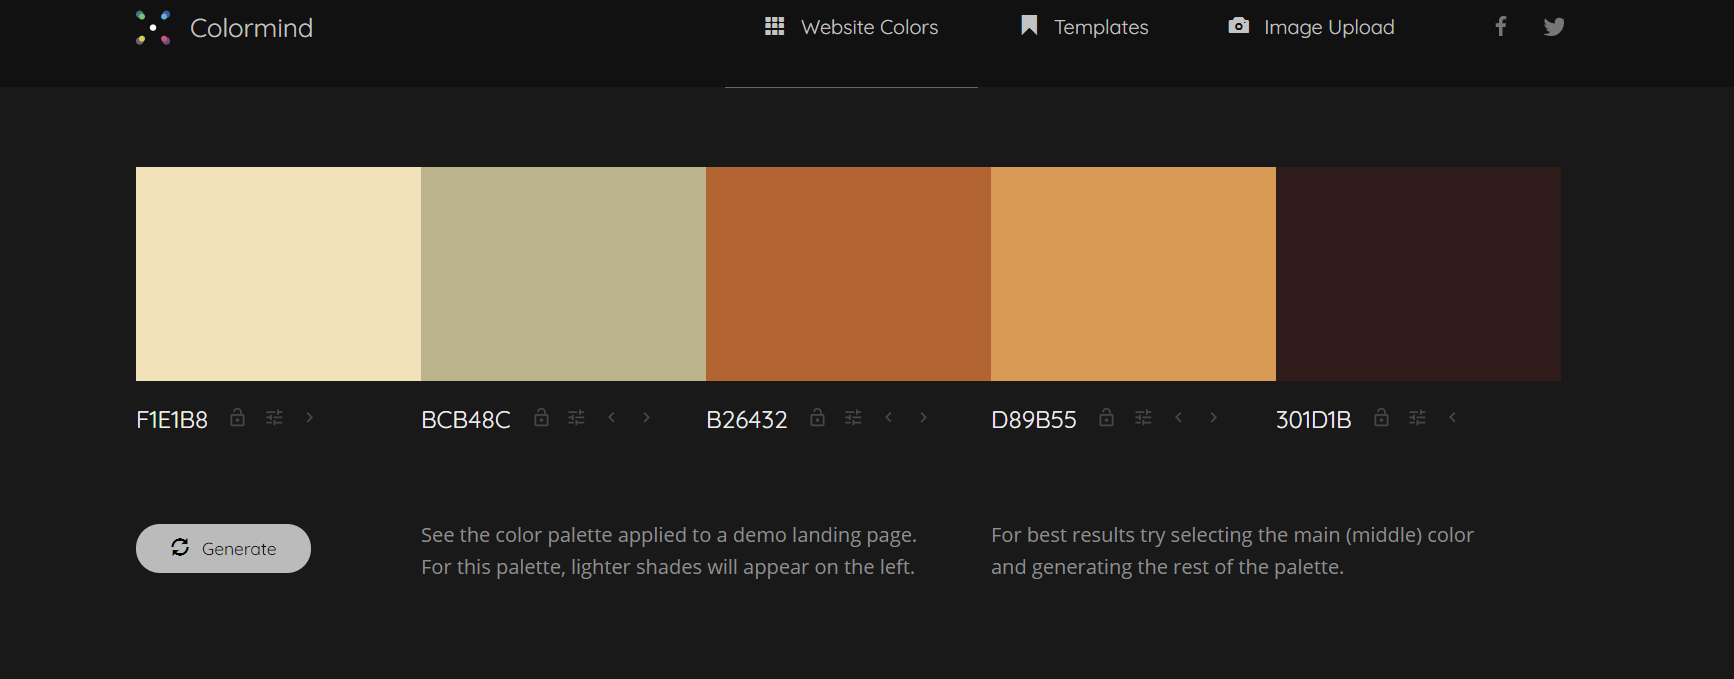 Colormind
Website Colors
Templates
Image Upload
F1E1B8
BCB48C
B26432
D89B55
301D1B
Generate
See the color palette applied to a demo landing page.
For this palette, lighter shades will appear on the left.
For best results try selecting the main (middle) color
and generating the rest of the palette.